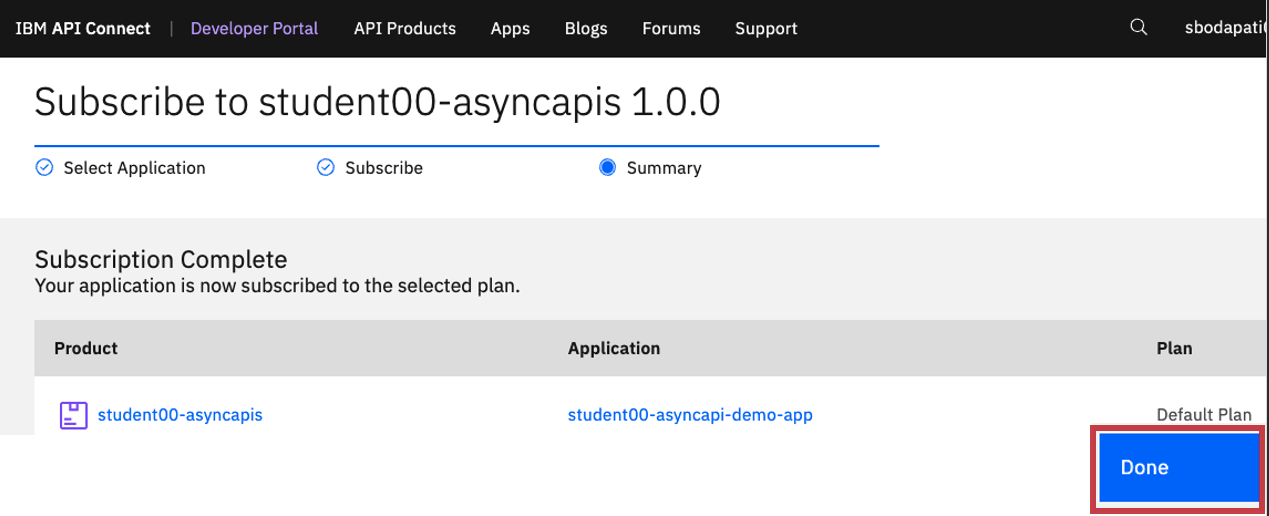 IBM API Connect | Developer Portal API Products Apps Blogs Forums Support
Subscribe to student00-asyncapis 1.0.0
Select Application Subscribe Summary
Subscription Complete
Your application is now subscribed to the selected plan.
Product Application Plan
student00-asyncapis student00-asyncapi-demo-app Default Plan
Done